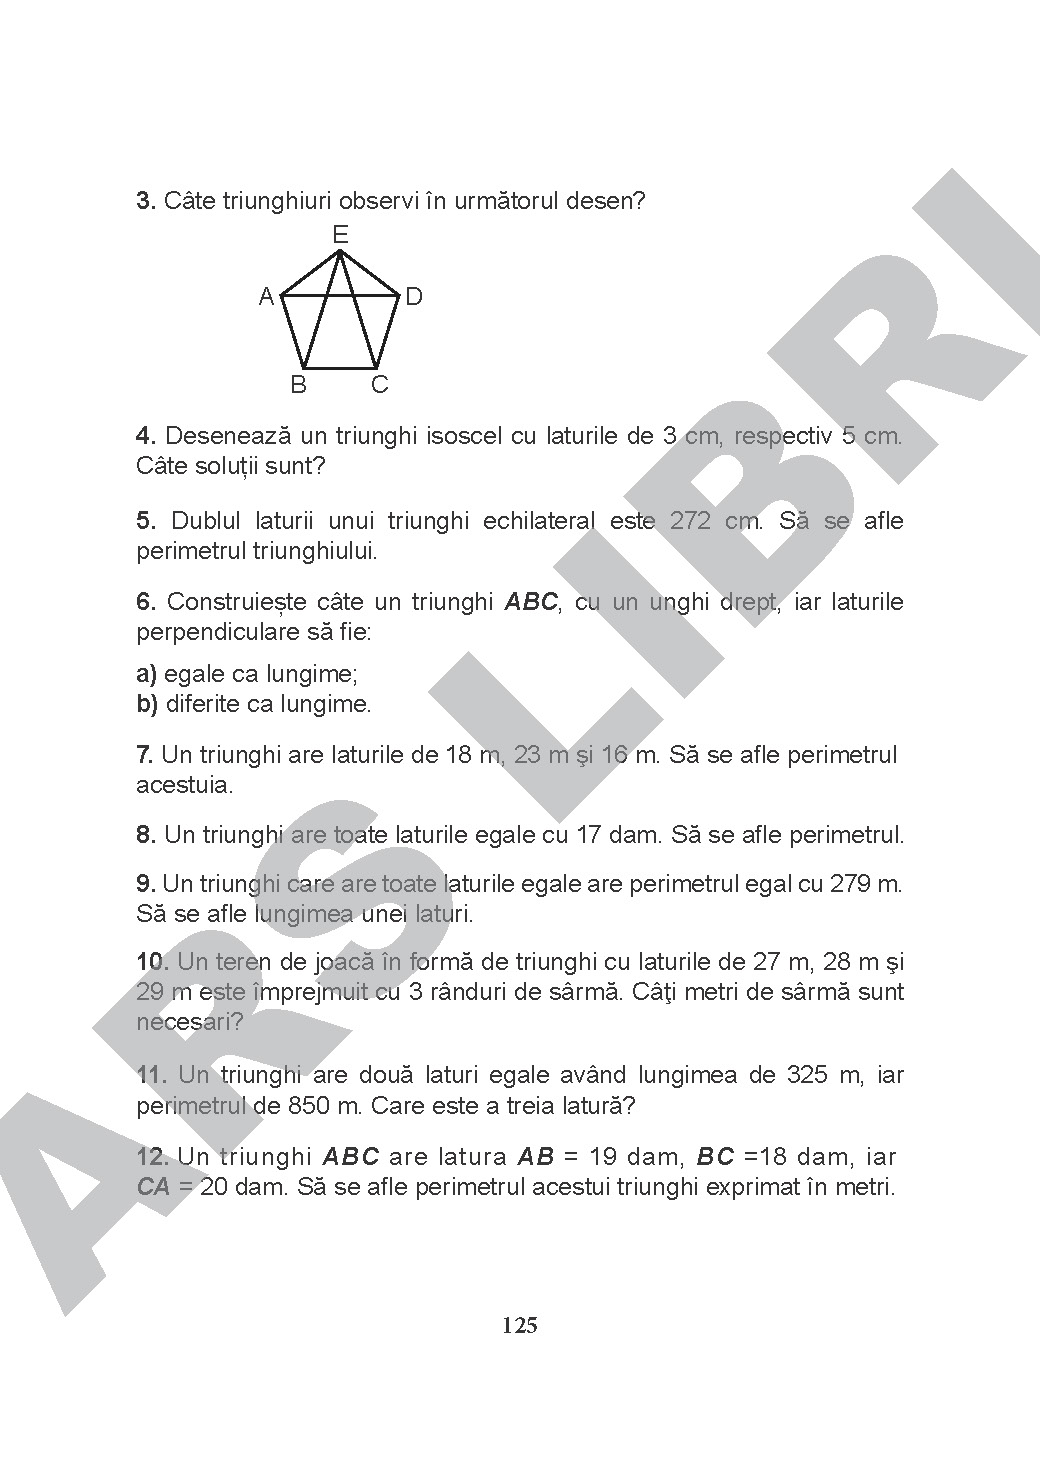 3. Câte triunghiuri observi în următorul desen?
E
A
D
B
C
4. Desenează un triunghi isoscel cu laturile de 3 cm, respectiv 5 cm.
Câte soluții sunt?
5. Dublul laturii unui triunghi echilateral este 272 cm. Să se afle
perimetrul triunghiului.
6. Construiește câte un triunghi ABC, cu un unghi drept, iar laturile
perpendiculare să fie:
a) egale ca lungime;
b) diferite ca lungime.
7. Un triunghi are laturile de 18 m, 23 m şi 16 m. Să se afle perimetrul
acestuia.
8. Un triunghi are toate laturile egale cu 17 dam. Să se afle perimetrul.
9. Un triunghi care are toate laturile egale are perimetrul egal cu 279 m.
Să se afle lungimea unei laturi.
10. Un teren de joacă în formă de triunghi cu laturile de 27 m, 28 m şi
29 m este împrejmuit cu 3 rânduri de sârmă. Câţi metri de sârmă sunt
necesari?
11. Un triunghi are două laturi egale având lungimea de 325 m, iar
perimetrul de 850 m. Care este a treia latură?
12. Un triunghi ABC are latura AB = 19 dam, BC =18 dam, iar
CA = 20 dam. Să se afle perimetrul acestui triunghi exprimat în metri.
125
ARS LIBRI